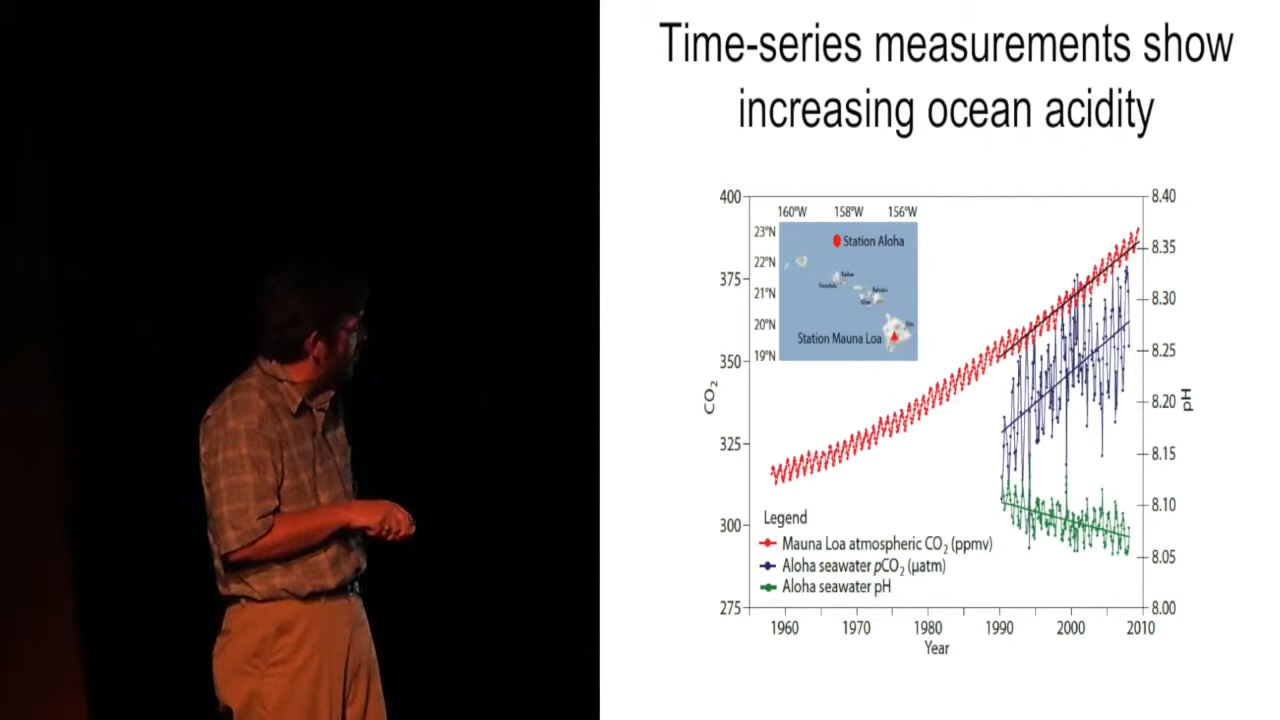 Time-series measurements show
increasing ocean acidity
400
375
350
325
300
275
CO₂
8.40
8.35
8.30
8.25
8.20
8.15
8.10
8.05
8.00
pH
160°W 158°W 156°W
23°N
22°N
21°N
20°N
19°N
Station Aloha
Station Mauna Loa
Legend
Mauna Loa atmospheric CO₂ (ppmv)
Aloha seawater pCO₂ (µatm)
Aloha seawater pH
1960 1970 1980 1990 2000 2010
Year